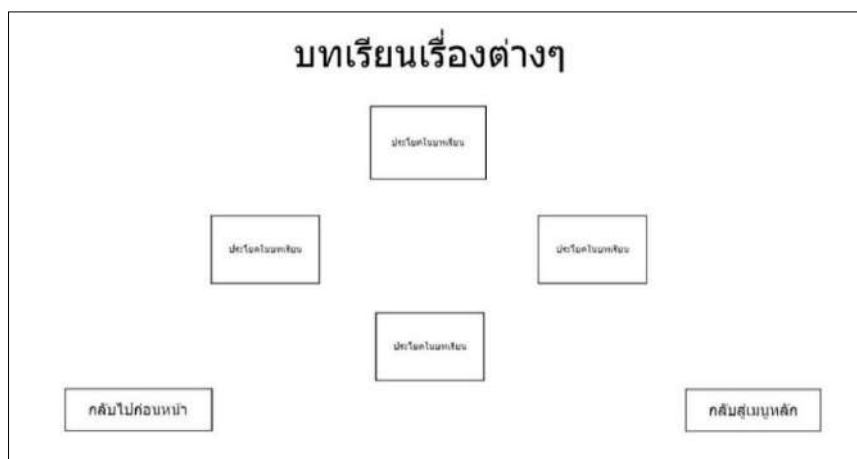 บทเรียนเรื่องต่างๆ
ประโยคในบทเรียน
ประโยคในบทเรียน
ประโยคในบทเรียน
ประโยคในบทเรียน
กลับไปก่อนหน้า
กลับสู่เมนูหลัก